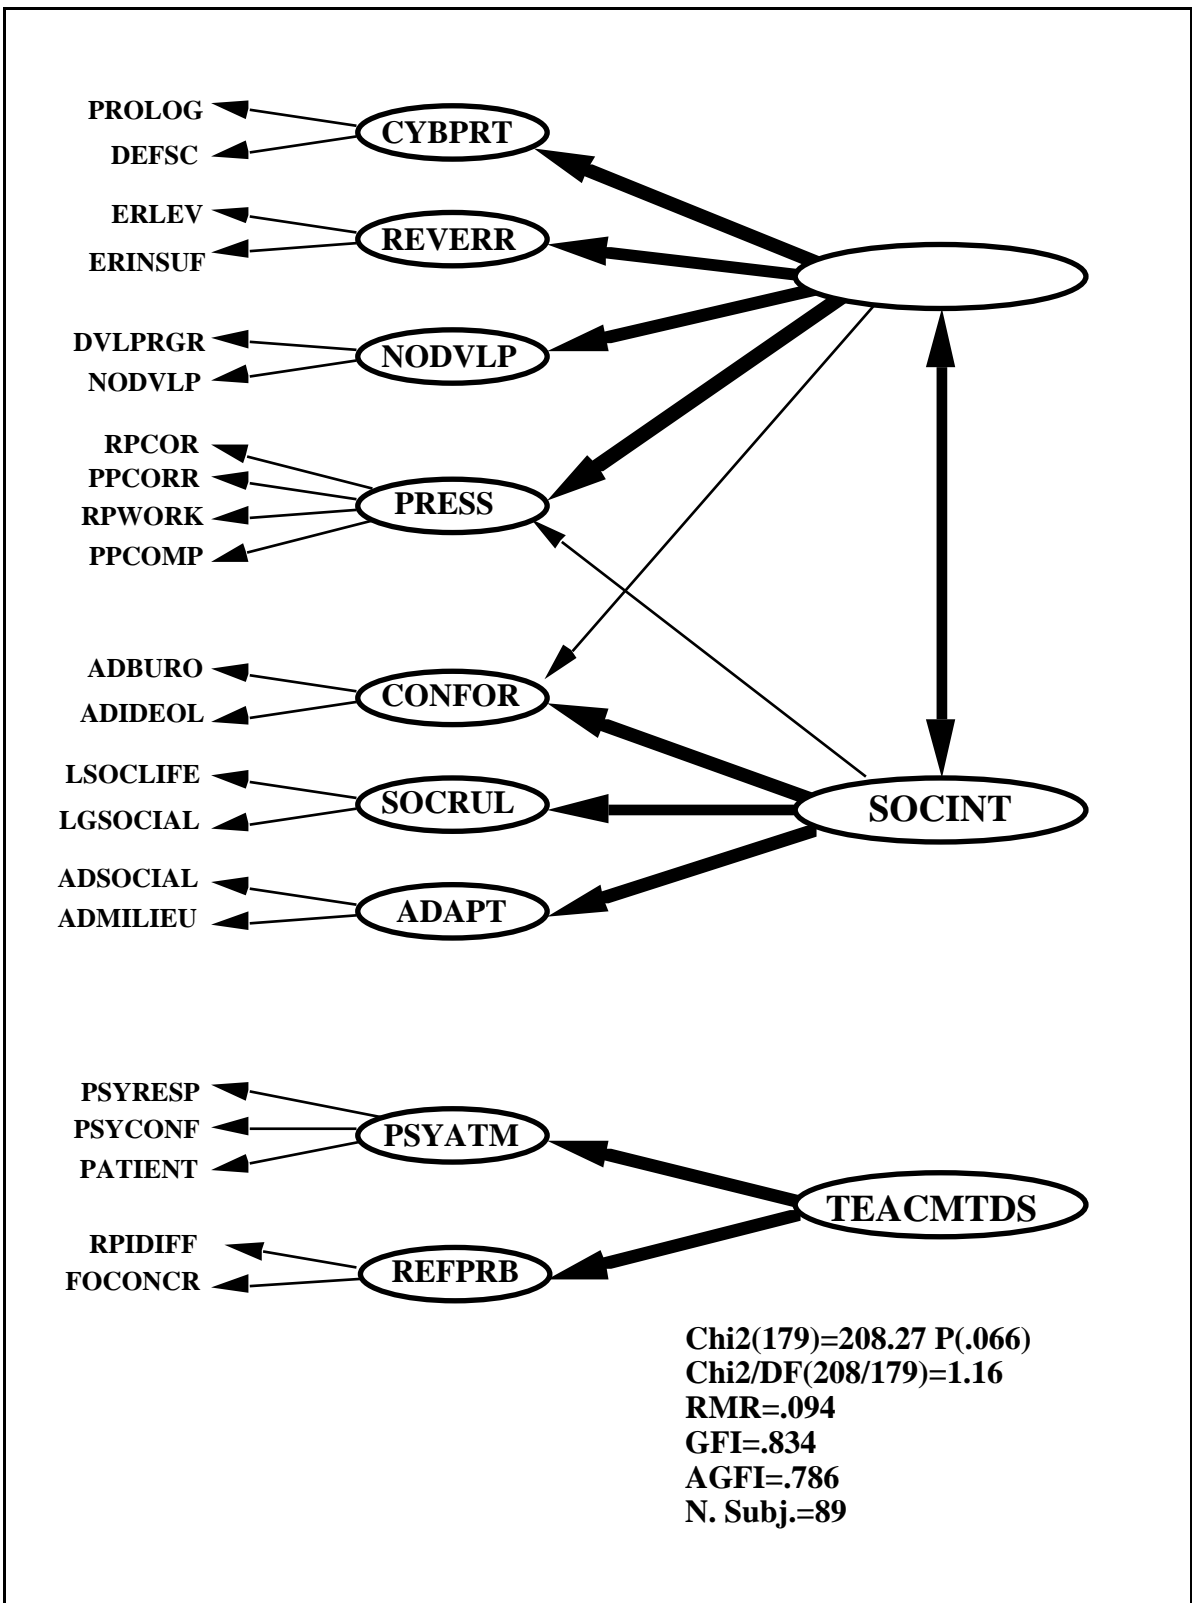 PROLOG
DEFSC
CYBPRT
ERLEV
ERINSUF
REVERR
DVLPRGR
NODVLP
NODVLP
RPCOR
PPCORR
RPWORK
PPCOMP
PRESS
ADBURO
ADIDEOL
CONFOR
LSOCLIFE
LGSOCIAL
SOCRUL
SOCINT
ADSOCIAL
ADMILIEU
ADAPT
PSYRESP
PSYCONF
PATIENT
PSYATM
TEACMTDS
RPIDIFF
FOCONCR
REFPRB
Chi2(179)=208.27 P(.066)
Chi2/DF(208/179)=1.16
RMR=.094
GFI=.834
AGFI=.786
N. Subj.=89